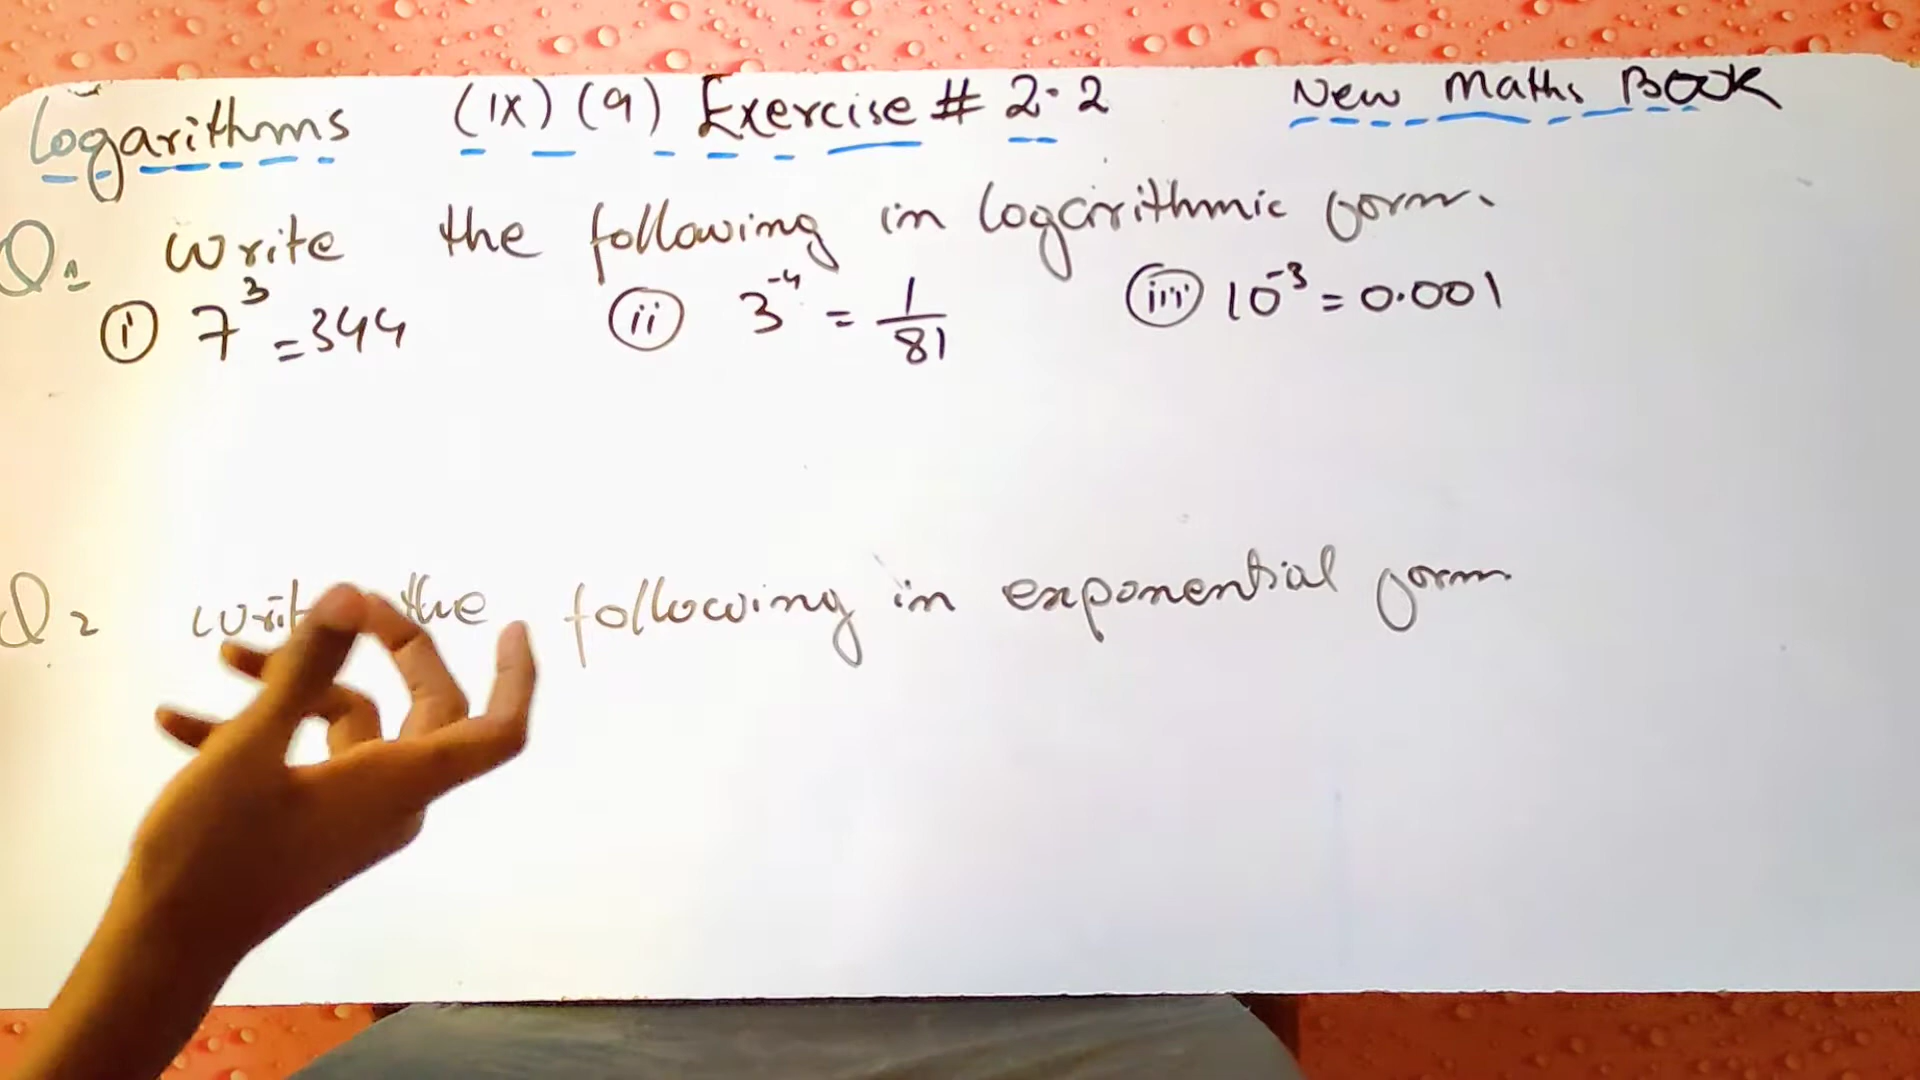 Logarithms (IX) (9) Exercise # 2.2 New Maths Book
Q1 Write the following in logarithmic form.
(i) 7³ = 344 (ii) 3⁻⁴ = 1/81 (iii) 10⁻³ = 0.001
Q2 Write the following in exponential form.